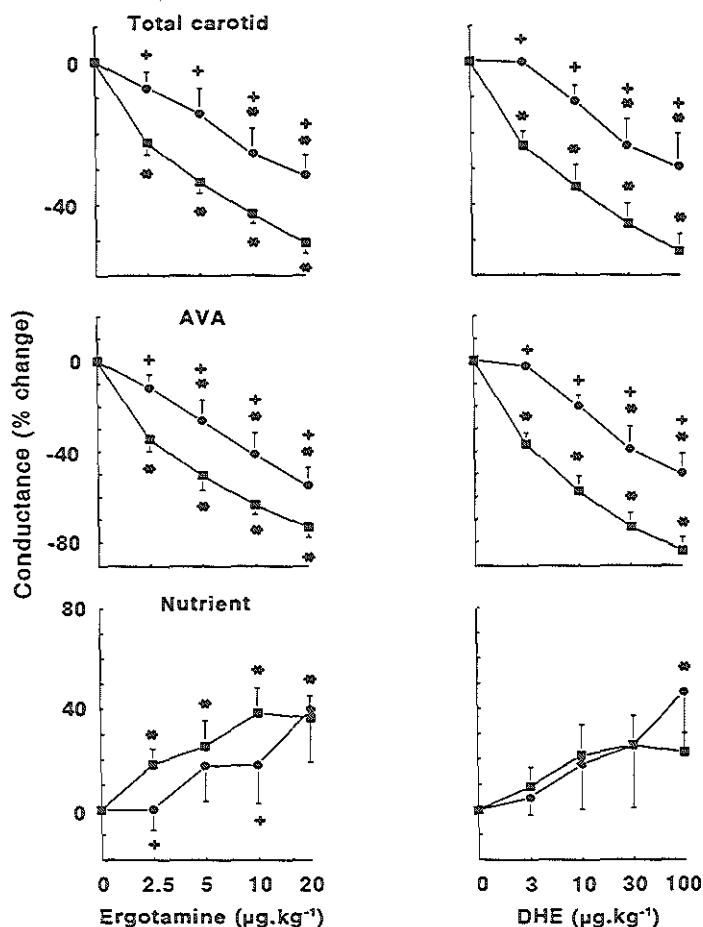 Total carotid
0
-40
AVA
0
-40
-80
Conductance (% change)
Nutrient
80
40
0
0 2.5 5 10 20
0 3 10 30 100
Ergotamine (µg.kg⁻¹)
DHE (µg.kg⁻¹)